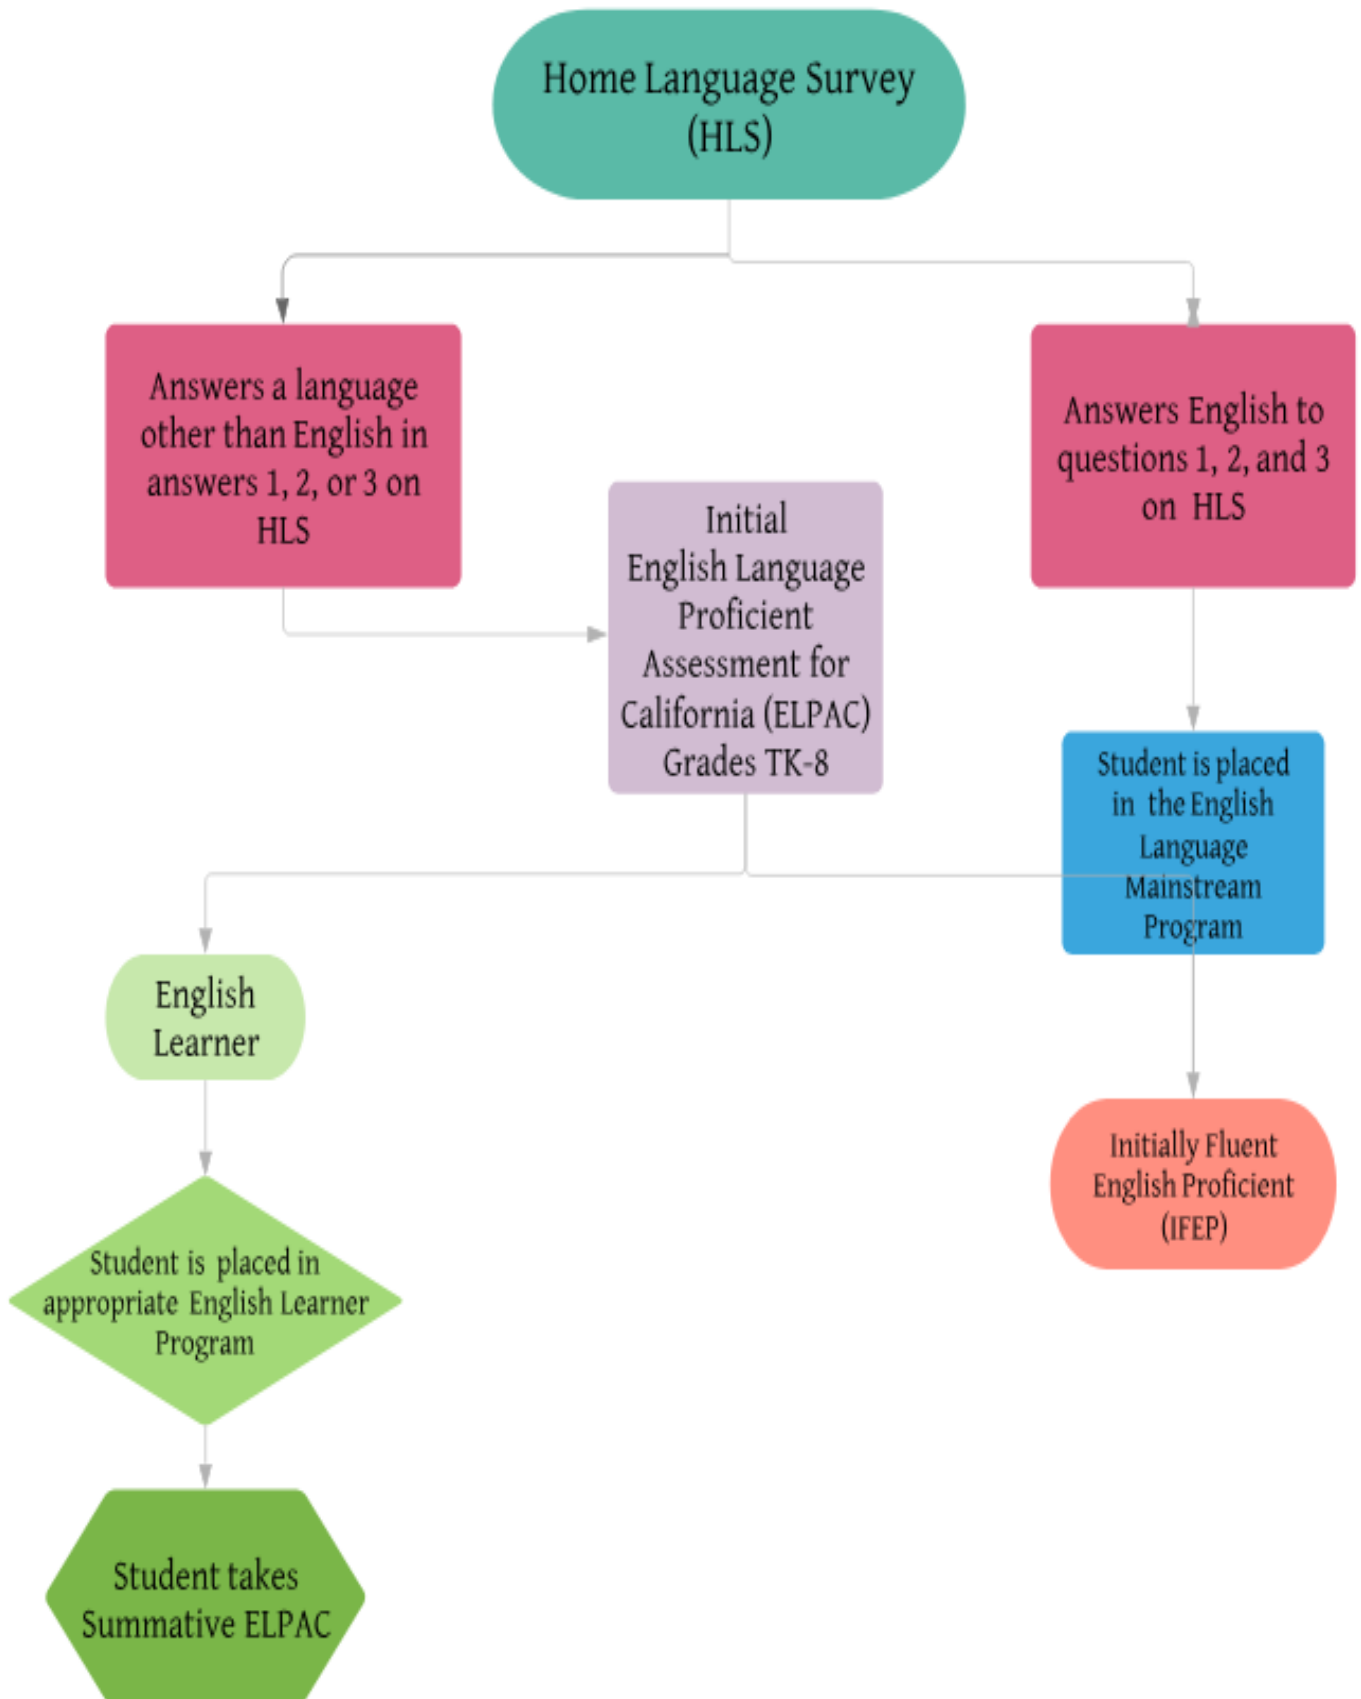 Home Language Survey
(HLS)
Answers a language
other than English in
answers 1, 2, or 3 on
HLS
Answers English to
questions 1, 2, and 3
on HLS
Initial
English Language
Proficient
Assessment for
California (ELPAC)
Grades TK-8
Student is placed
in the English
Language
Mainstream
Program
English
Learner
Initially Fluent
English Proficient
(IFEP)
Student is placed in
appropriate English Learner
Program
Student takes
Summative ELPAC